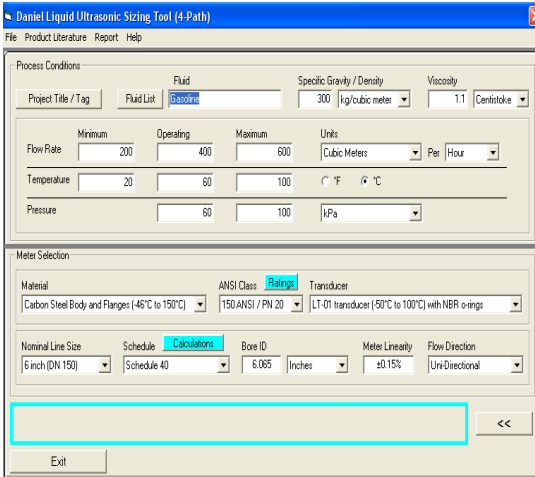 Daniel Liquid Ultrasonic Sizing Tool (4-Path)
File Product Literature Report Help
Process Conditions
Fluid Specific Gravity / Density Viscosity
Project Title / Tag Fluid List Gasoline 300 kg/cubic meter 1.1 Centistoke
Minimum Operating Maximum Units
Flow Rate 200 400 600 Cubic Meters Per Hour
Temperature 20 60 100 °F °C
Pressure 60 100 kPa
Meter Selection
Material ANSI Class Ratings Transducer
Carbon Steel Body and Flanges (-46°C to 150°C) 150 ANSI / PN 20 LT-01 transducer (-50°C to 100°C) with NBR o-rings
Nominal Line Size Schedule Calculations Bore ID Meter Linearity Flow Direction
6 inch (DN 150) Schedule 40 6.065 Inches ±0.15% Uni-Directional
<<
Exit